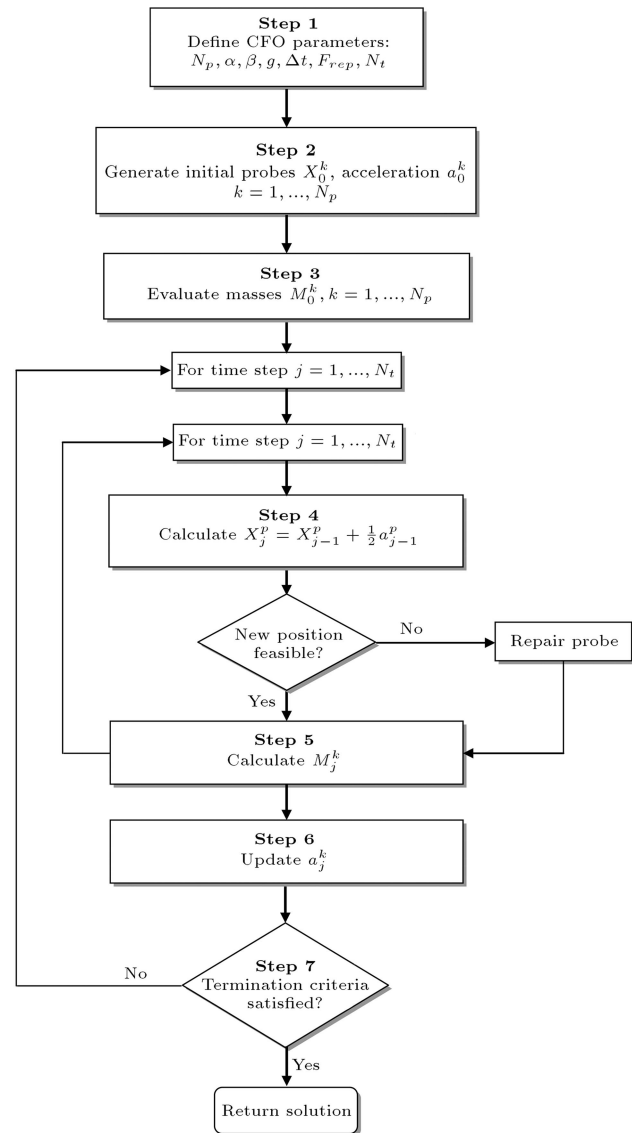 Step 1
Define CFO parameters:
N_p, α, β, g, Δt, F_{rep}, N_t
Step 2
Generate initial probes X_0^k, acceleration a_0^k
k = 1, ..., N_p
Step 3
Evaluate masses M_0^k, k = 1, ..., N_p
For time step j = 1, ..., N_t
For time step j = 1, ..., N_t
Step 4
Calculate X_j^p = X_{j-1}^p + \frac{1}{2} a_{j-1}^p
New position
feasible?
No
Repair probe
Yes
Step 5
Calculate M_j^k
Step 6
Update a_j^k
No
Step 7
Termination criteria
satisfied?
Yes
Return solution